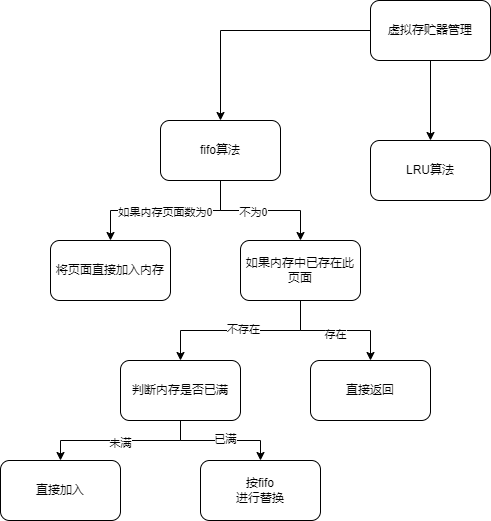 虚拟存贮器管理
fifo算法
LRU算法
如果内存页面数为0
不为0
将页面直接加入内存
如果内存中已存在此
页面
不存在
存在
判断内存是否已满
直接返回
未满
已满
直接加入
按fifo
进行替换